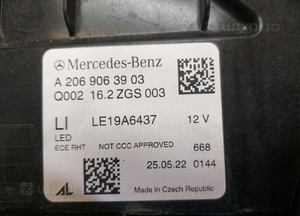 Mercedes-Benz
A 206 906 39 03
Q002 16.2 ZGS 003
LI LE19A6437 12 V
LED
ECE RHT NOT CCC APPROVED 668
25.05.22 0144
AL Made in Czech Republic